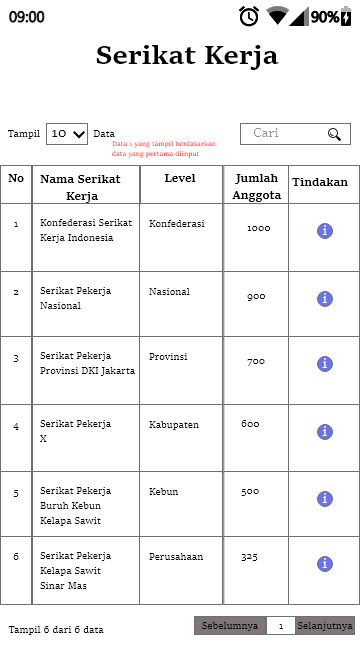 09:00
90%
Serikat Kerja
Tampil 10 Data
Cari
Data 1 yang tampil berdasarkan
data yang pertama diinput
No Nama Serikat Kerja Level Jumlah Anggota Tindakan
1 Konfederasi Serikat Kerja Indonesia Konfederasi 1000
2 Serikat Pekerja Nasional Nasional 900
3 Serikat Pekerja Provinsi DKI Jakarta Provinsi 700
4 Serikat Pekerja X Kabupaten 600
5 Serikat Pekerja Buruh Kebun Kelapa Sawit Kebun 500
6 Serikat Pekerja Kelapa Sawit Sinar Mas Perusahaan 325
Tampil 6 dari 6 data
Sebelumnya 1 Selanjutnya